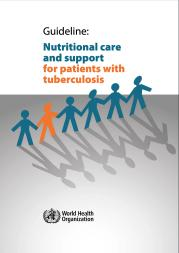 Guideline:
Nutritional care
and support
for patients with
tuberculosis
World Health
Organization